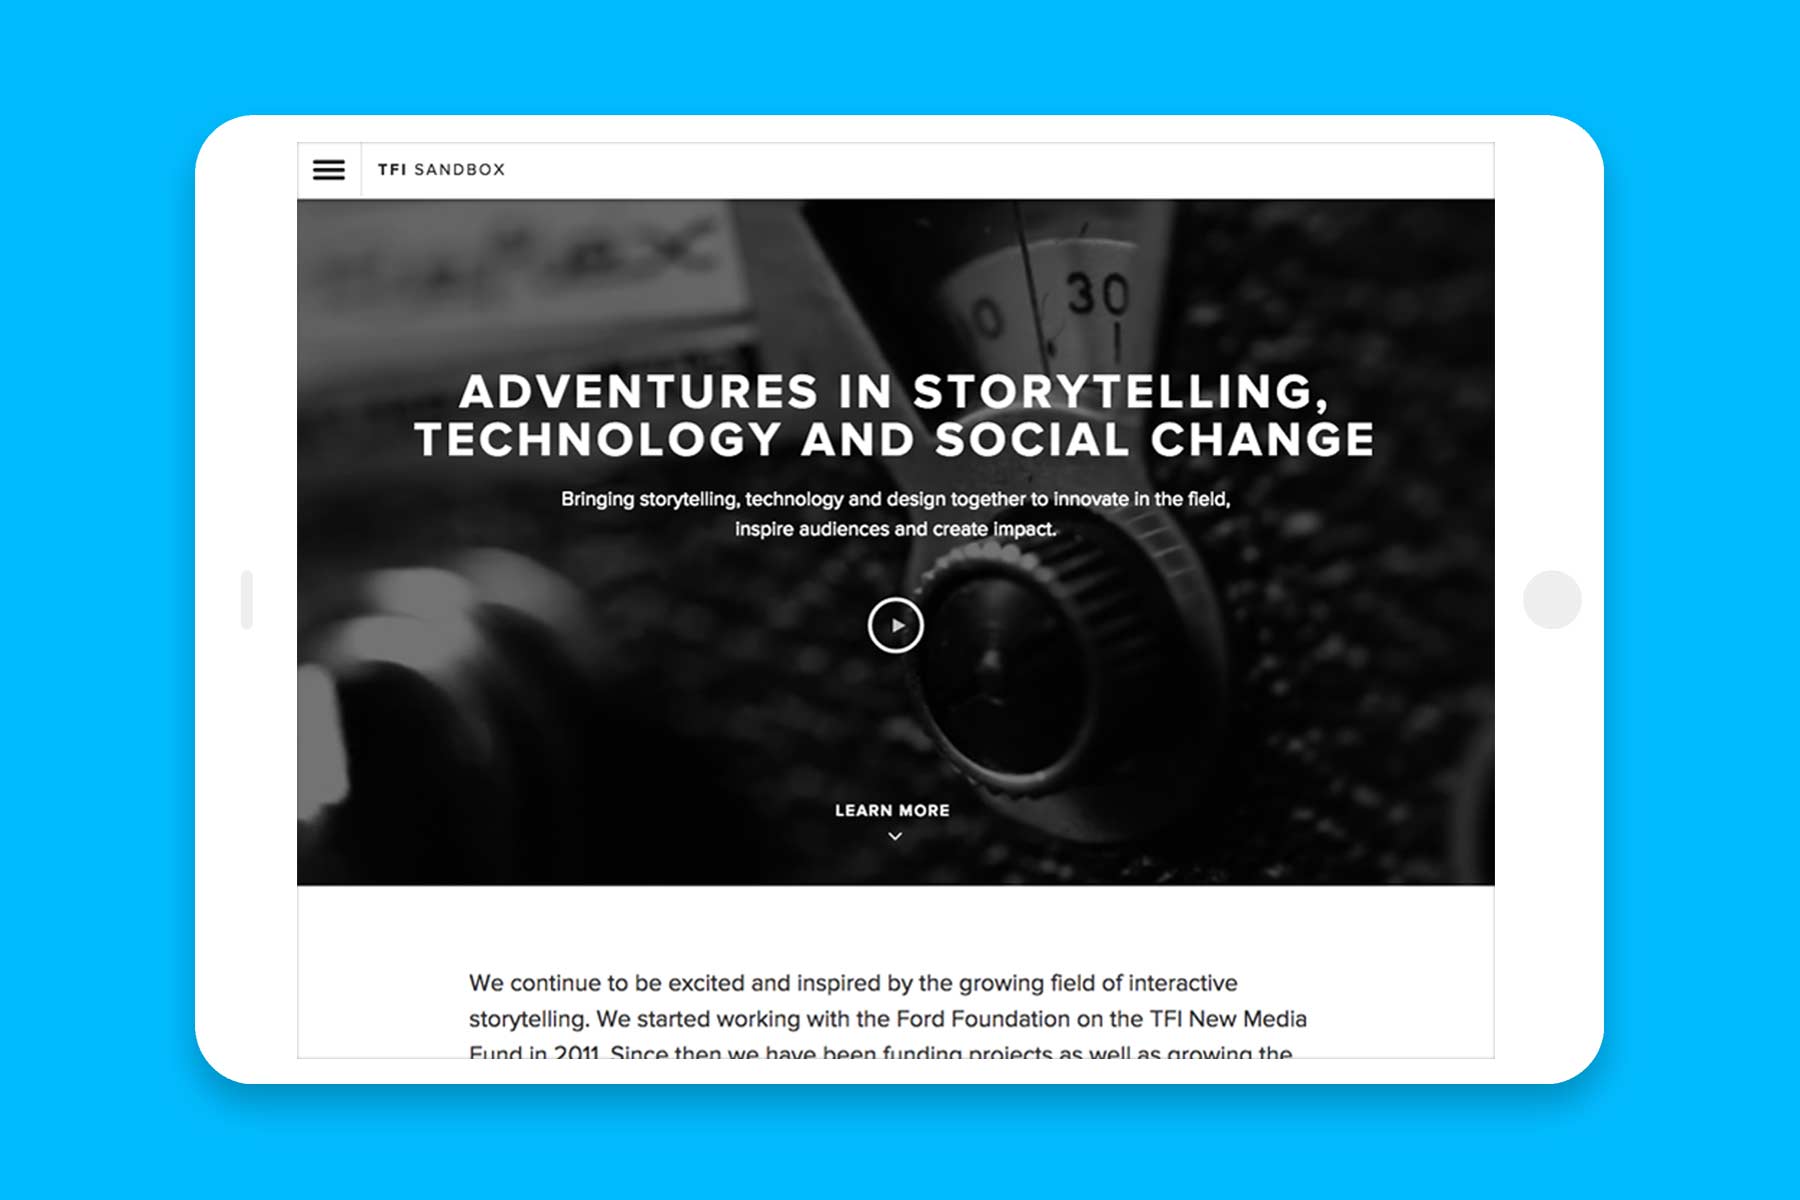 TFI SANDBOX
30
ADVENTURES IN STORYTELLING,
TECHNOLOGY AND SOCIAL CHANGE
Bringing storytelling, technology and design together to innovate in the field,
inspire audiences and create impact.
LEARN MORE
We continue to be excited and inspired by the growing field of interactive
storytelling. We started working with the Ford Foundation on the TFI New Media
Fund in 2011. Since then we have been funding projects as well as growing the